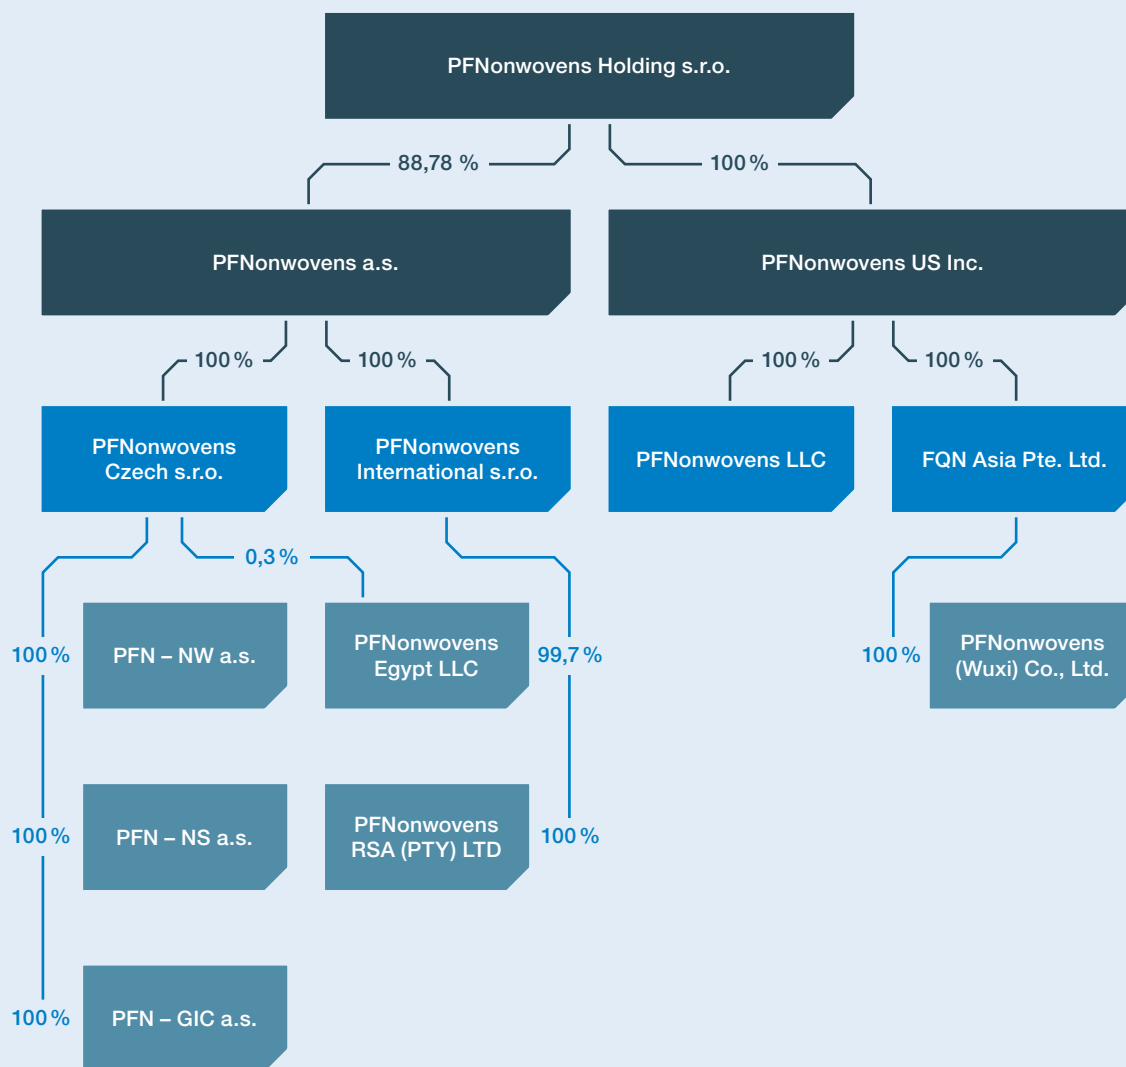 PFNonwovens Holding s.r.o.
88,78 %
100 %
PFNonwovens a.s.
PFNonwovens US Inc.
100 %
100 %
100 %
100 %
PFNonwovens
Czech s.r.o.
PFNonwovens
International s.r.o.
PFNonwovens LLC
FQN Asia Pte. Ltd.
0,3 %
100 %
PFN – NW a.s.
PFNonwovens
Egypt LLC
99,7 %
100 %
PFNonwovens
(Wuxi) Co., Ltd.
100 %
PFN – NS a.s.
PFNonwovens
RSA (PTY) LTD
100 %
100 %
PFN – GIC a.s.